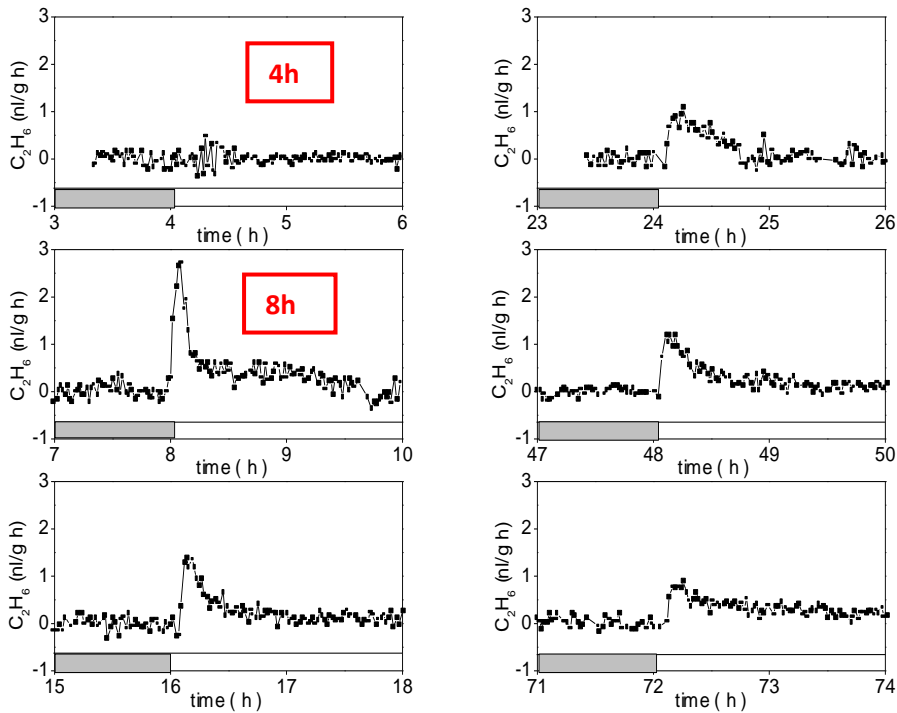 3
2
1
0
-1
C₂H₆ (nl/g h)
4h
3 4 5 6
time ( h )
3
2
1
0
-1
C₂H₆ (nl/g h)
23 24 25 26
time ( h )
3
2
1
0
-1
C₂H₆ (nl/g h)
8h
7 8 9 10
time ( h )
3
2
1
0
-1
C₂H₆ (nl/g h)
47 48 49 50
time ( h )
3
2
1
0
-1
C₂H₆ (nl/g h)
15 16 17 18
time ( h )
3
2
1
0
-1
C₂H₆ (nl/g h)
71 72 73 74
time ( h )